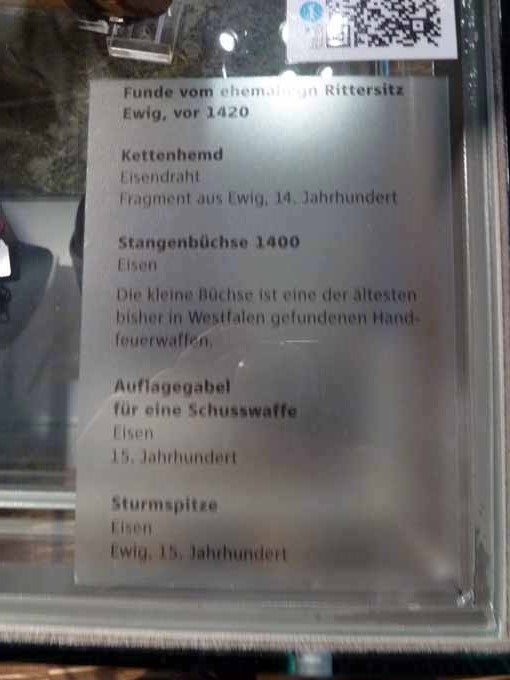 Funde vom ehemaligen Rittersitz
Ewig, vor 1420
Kettenhemd
Eisendraht
Fragment aus Ewig, 14. Jahrhundert
Stangenbüchse 1400
Eisen
Die kleine Büchse ist eine der ältesten
bisher in Westfalen gefundenen Hand-
feuerwaffen.
Auflagegabel
für eine Schusswaffe
Eisen
15. Jahrhundert
Sturmspitze
Eisen
Ewig, 15. Jahrhundert